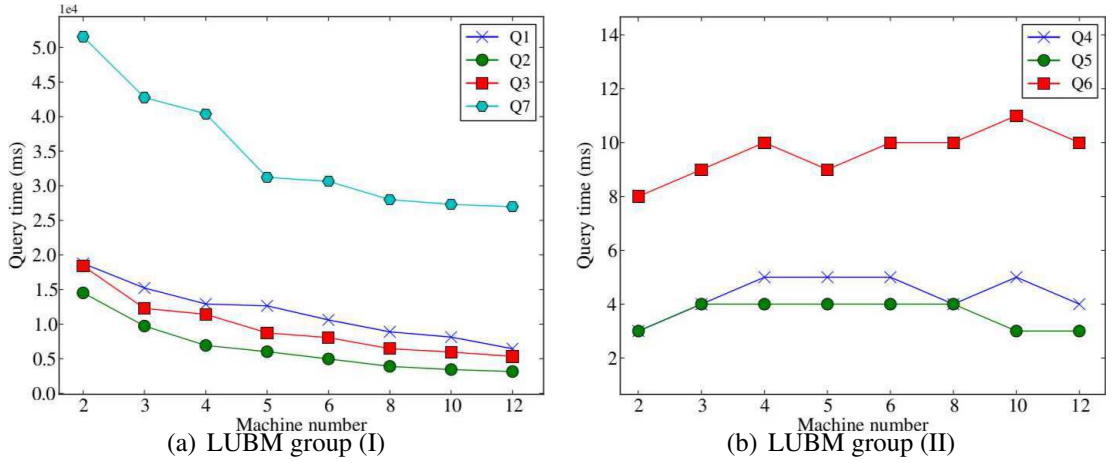 1e4
5.0
4.5
4.0
3.5
3.0
2.5
2.0
1.5
1.0
0.5
0.0
Query time (ms)
Q1
Q2
Q3
Q7
2 3 4 5 6 8 10 12
Machine number
(a) LUBM group (I)
14
12
10
8
6
4
2
Query time (ms)
Q4
Q5
Q6
2 3 4 5 6 8 10 12
Machine number
(b) LUBM group (II)